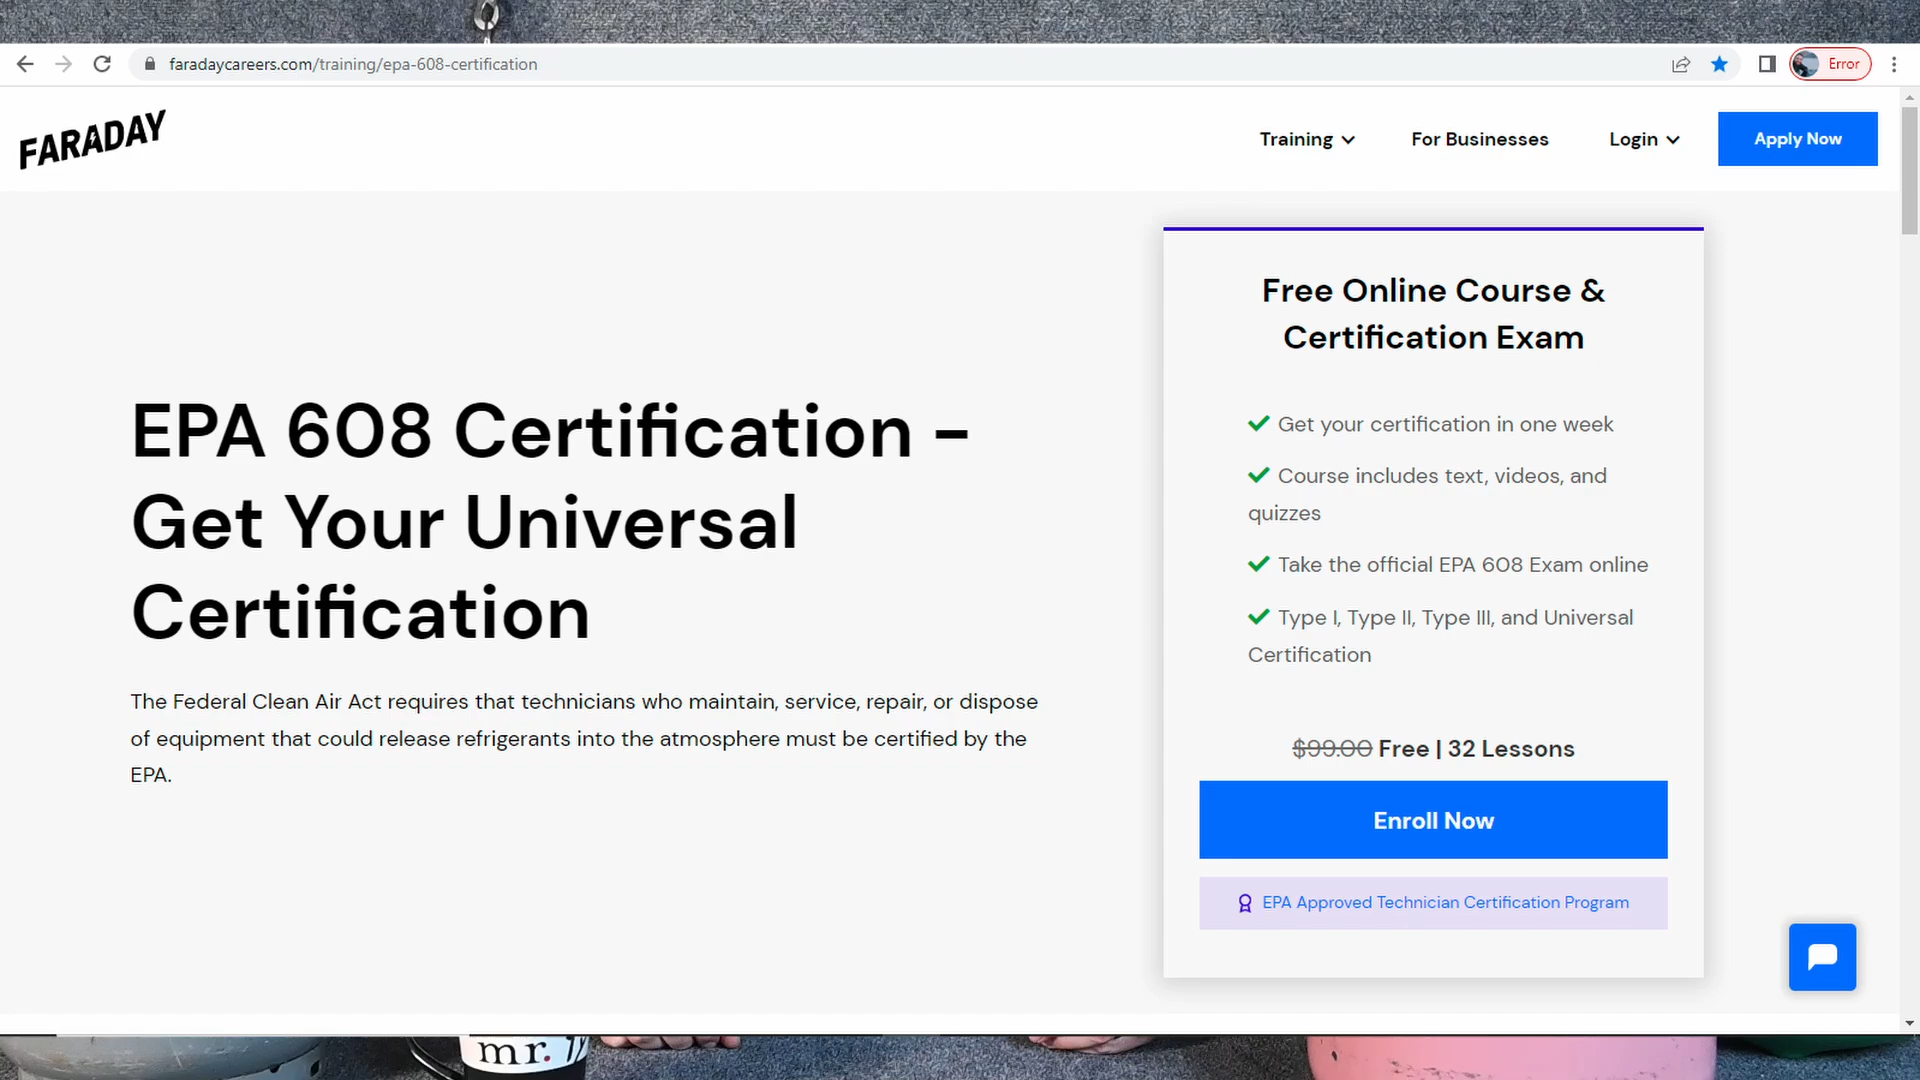 faradaycareers.com/training/epa-608-certification
Error
FARADAY
Training
For Businesses
Login
Apply Now
EPA 608 Certification –
Get Your Universal
Certification
The Federal Clean Air Act requires that technicians who maintain, service, repair, or dispose
of equipment that could release refrigerants into the atmosphere must be certified by the
EPA.
Free Online Course &
Certification Exam
Get your certification in one week
Course includes text, videos, and
quizzes
Take the official EPA 608 Exam online
Type I, Type II, Type III, and Universal
Certification
$99.00 Free | 32 Lessons
Enroll Now
EPA Approved Technician Certification Program
mr.